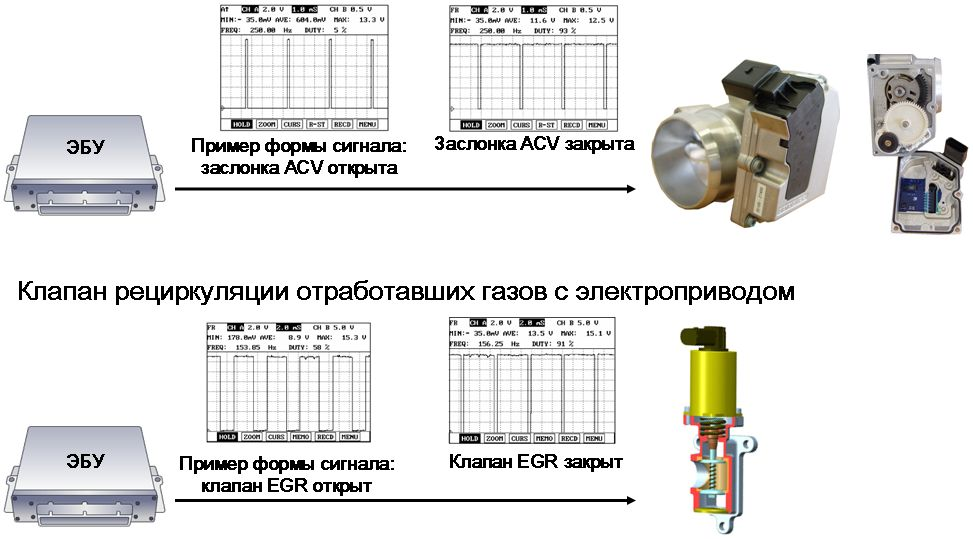 A↑ CH A 2.0 V 1.0 mS CH B 0.5 V
MIN:- 35.0mV AVE: 604.0mV MAX: 13.3 V
FREQ: 250.00 Hz DUTY: 5 %
HOLD ZOOM CURS R-ST RECD MENU
FR CH A 2.0 V 1.0 mS CH B 0.5 V
MIN:- 35.0mV AVE: 11.6 V MAX: 12.5 V
FREQ: 250.00 Hz DUTY: 93 %
HOLD ZOOM CURS R-ST RECD MENU
ЭБУ
Пример формы сигнала:
заслонка ACV открыта
Заслонка ACV закрыта
Клапан рециркуляции отработавших газов с электроприводом
FR CH A 2.0 V 2.0 mS CH B 5.0 V
MIN: 178.0mV AVE: 8.9 V MAX: 15.3 V
FREQ: 153.85 Hz DUTY: 58 %
HOLD ZOOM CURS MEMO RECD MENU
FR CH A 2.0 V 2.0 mS CH B 5.0 V
MIN:- 35.0mV AVE: 13.5 V MAX: 15.1 V
FREQ: 156.25 Hz DUTY: 91 %
HOLD ZOOM CURS MEMO RECD MENU
ЭБУ
Пример формы сигнала:
клапан EGR открыт
Клапан EGR закрыт